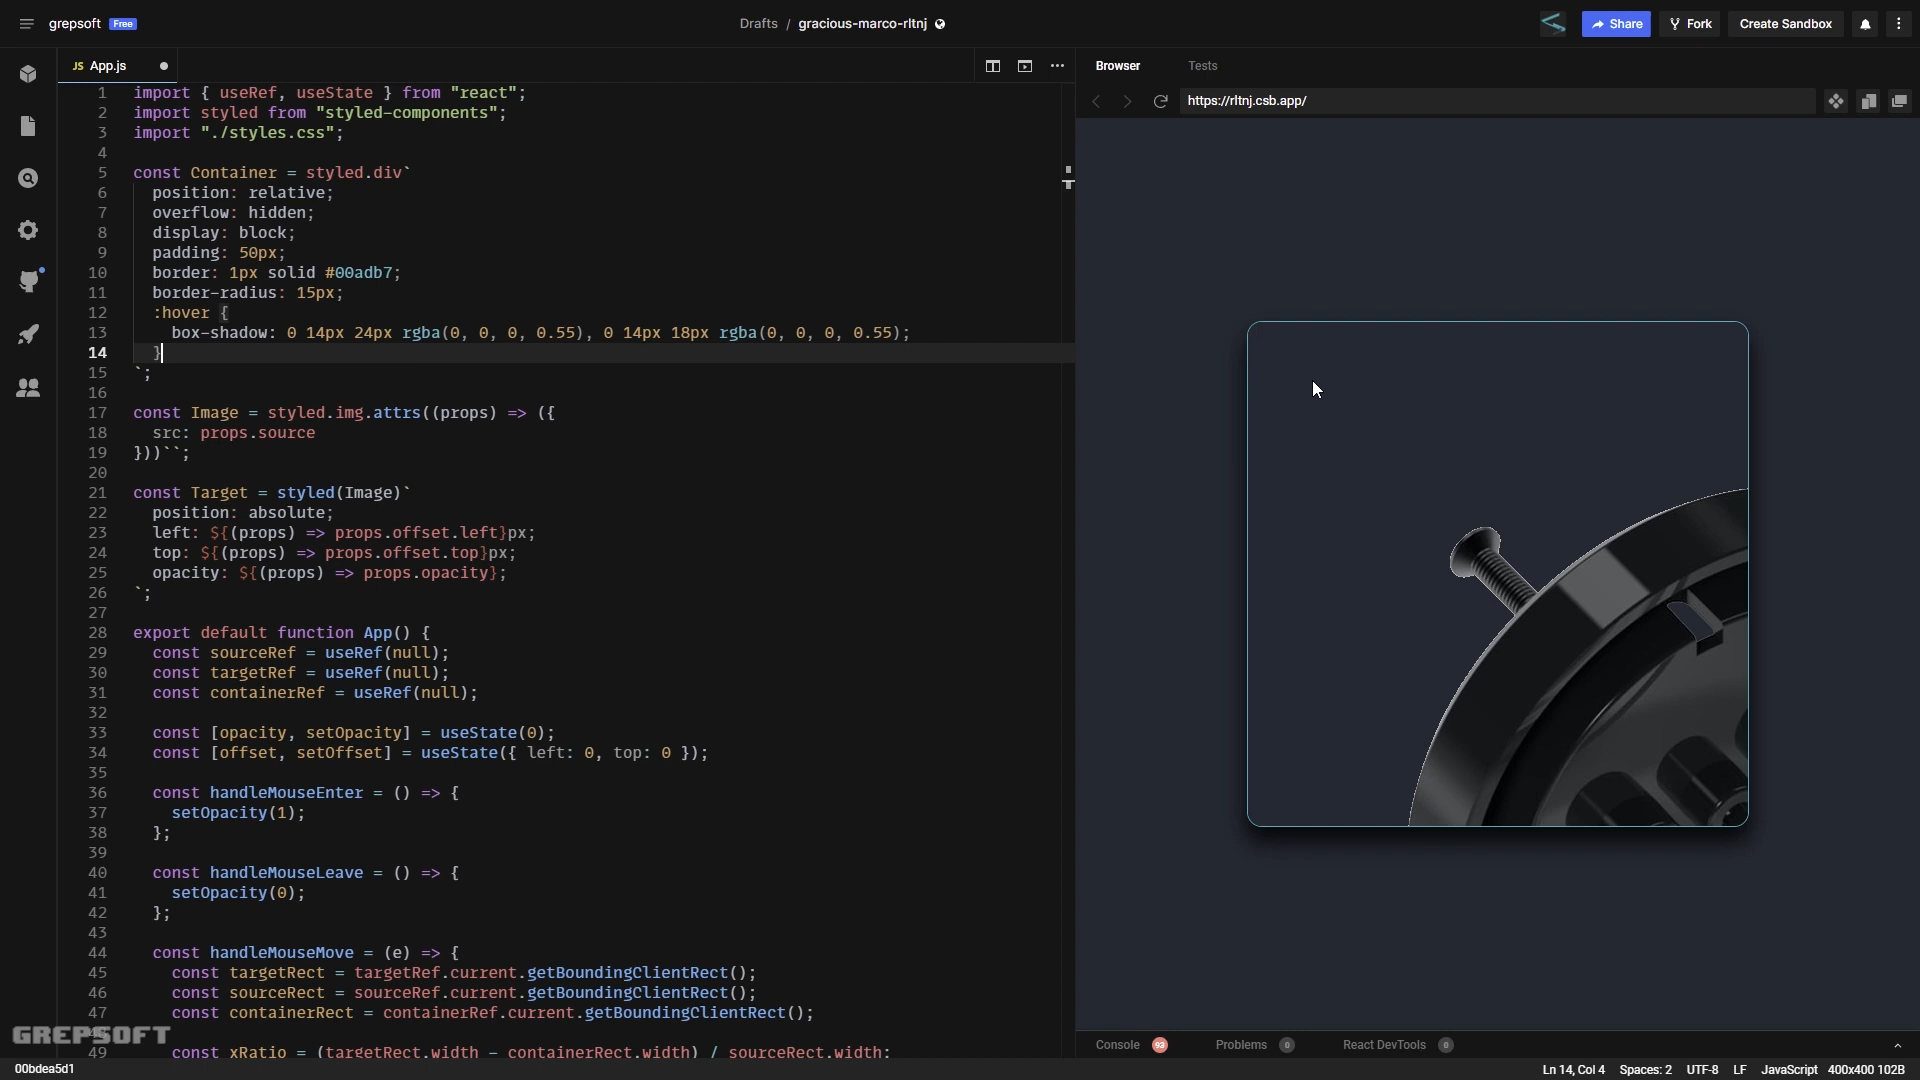 grepsoft Free
Drafts / gracious-marco-rltnj
Share
Fork
Create Sandbox
JS App.js
1 import { useRef, useState } from "react";
2 import styled from "styled-components";
3 import "./styles.css";
4
5 const Container = styled.div`
6 position: relative;
7 overflow: hidden;
8 display: block;
9 padding: 50px;
10 border: 1px solid #00adb7;
11 border-radius: 15px;
12 :hover {
13 box-shadow: 0 14px 24px rgba(0, 0, 0, 0.55), 0 14px 18px rgba(0, 0, 0, 0.55);
14 }
15 `;
16
17 const Image = styled.img.attrs((props) => ({
18 src: props.source
19 }))``;
20
21 const Target = styled(Image)`
22 position: absolute;
23 left: ${(props) => props.offset.left}px;
24 top: ${(props) => props.offset.top}px;
25 opacity: ${(props) => props.opacity};
26 `;
27
28 export default function App() {
29 const sourceRef = useRef(null);
30 const targetRef = useRef(null);
31 const containerRef = useRef(null);
32
33 const [opacity, setOpacity] = useState(0);
34 const [offset, setOffset] = useState({ left: 0, top: 0 });
35
36 const handleMouseEnter = () => {
37 setOpacity(1);
38 };
39
40 const handleMouseLeave = () => {
41 setOpacity(0);
42 };
43
44 const handleMouseMove = (e) => {
45 const targetRect = targetRef.current.getBoundingClientRect();
46 const sourceRect = sourceRef.current.getBoundingClientRect();
47 const containerRect = containerRef.current.getBoundingClientRect();
GREPSOFT
49 const xRatio = (targetRect.width - containerRect.width) / sourceRect.width;
Browser
Tests
https://rltnj.csb.app/
Console 93
Problems 0
React DevTools 0
00bdea5d1
Ln 14, Col 4 Spaces: 2 UTF-8 LF JavaScript 400x400 102B